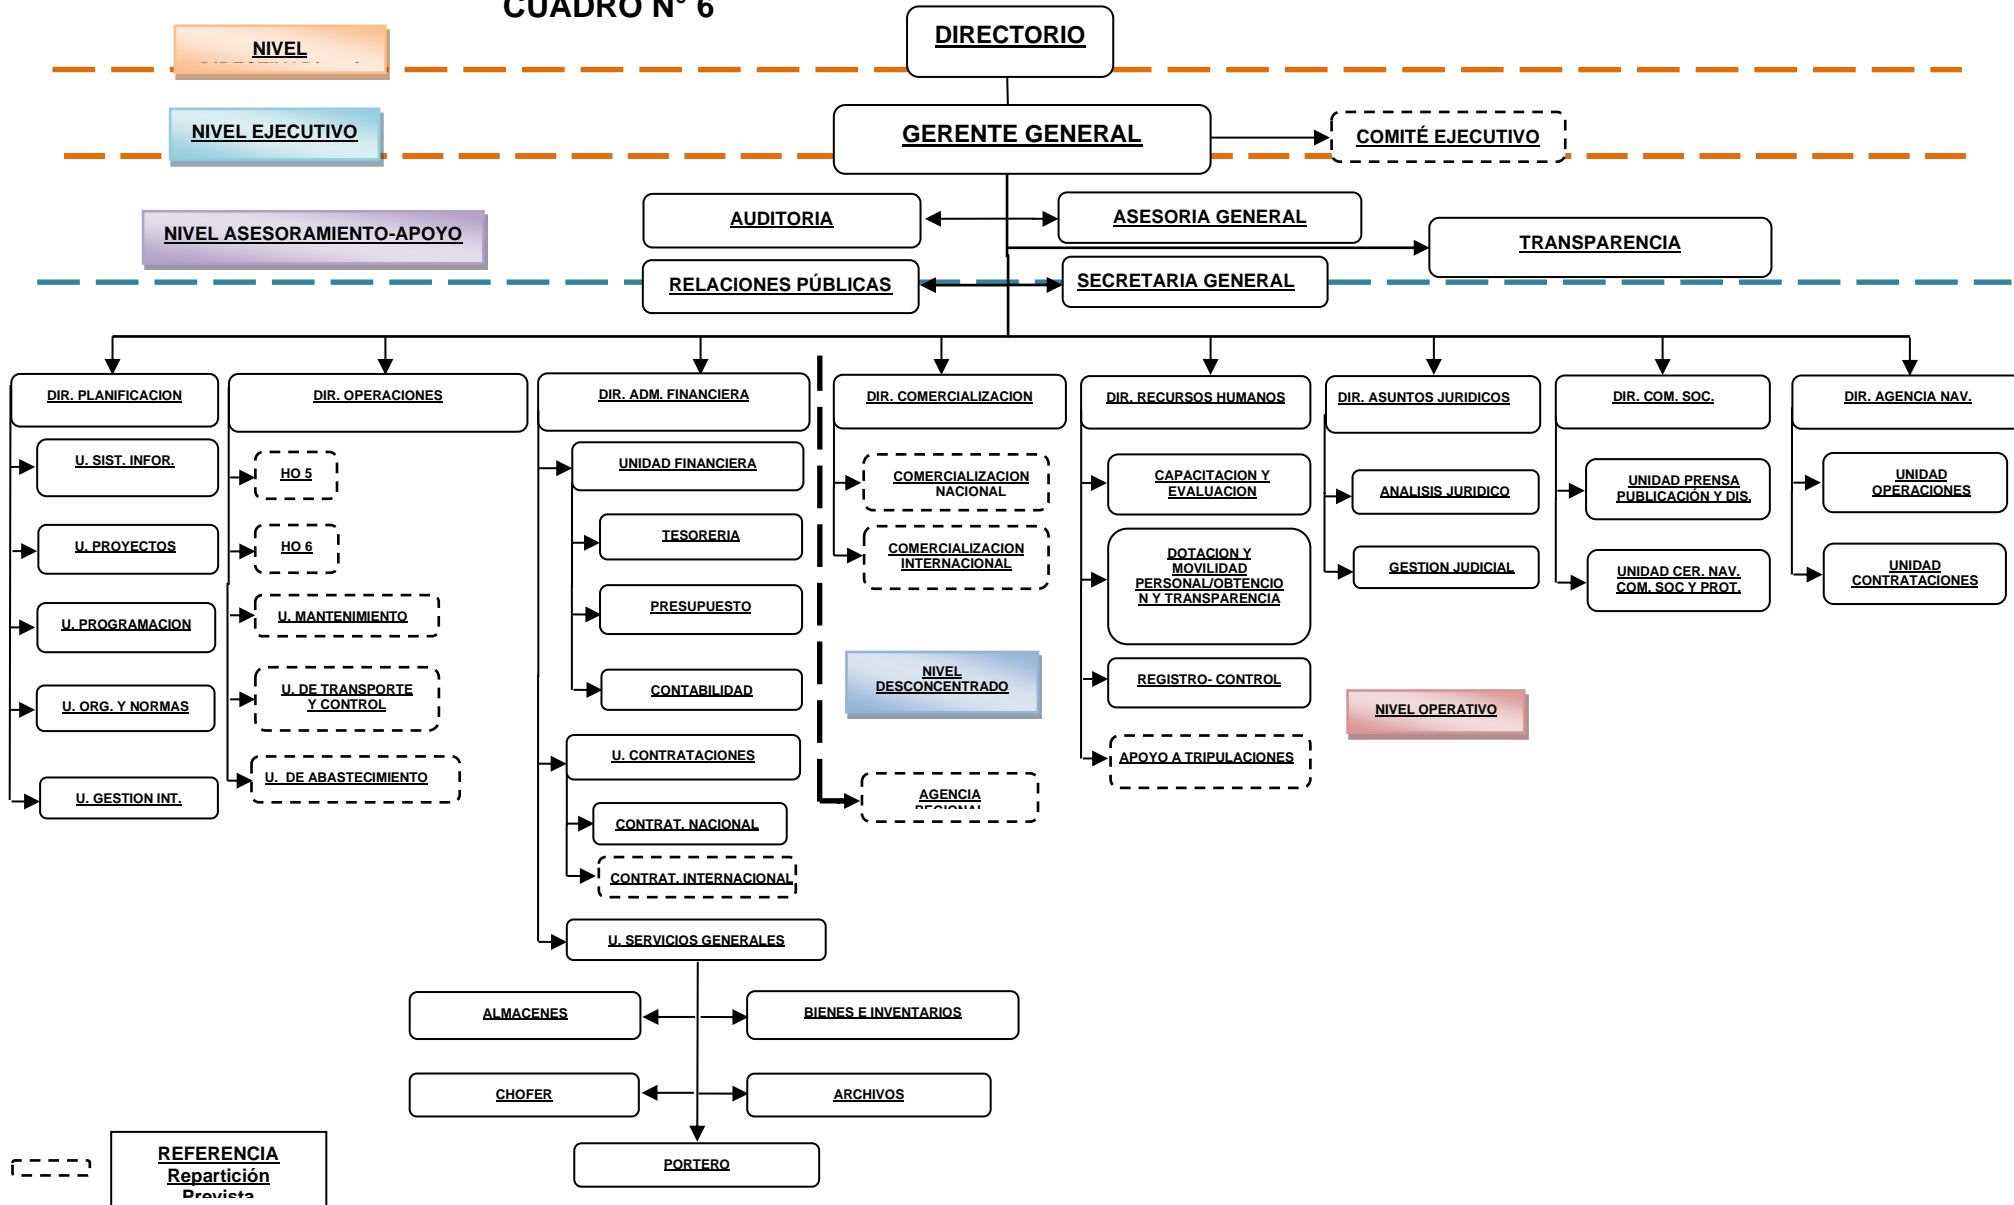 CUADRO N° 6
DIRECTORIO
NIVEL
NIVEL EJECUTIVO
GERENTE GENERAL
COMITÉ EJECUTIVO
NIVEL ASESORAMIENTO-APOYO
AUDITORIA
ASESORIA GENERAL
TRANSPARENCIA
RELACIONES PÚBLICAS
SECRETARIA GENERAL
DIR. PLANIFICACION
DIR. OPERACIONES
DIR. ADM. FINANCIERA
DIR. COMERCIALIZACION
DIR. RECURSOS HUMANOS
DIR. ASUNTOS JURIDICOS
DIR. COM. SOC.
DIR. AGENCIA NAV.
U. SIST. INFOR.
U. PROYECTOS
U. PROGRAMACION
U. ORG. Y NORMAS
U. GESTION INT.
HO 5
HO 6
U. MANTENIMIENTO
U. DE TRANSPORTE
Y CONTROL
U. DE ABASTECIMIENTO
UNIDAD FINANCIERA
TESORERIA
PRESUPUESTO
CONTABILIDAD
U. CONTRATACIONES
CONTRAT. NACIONAL
CONTRAT. INTERNACIONAL
U. SERVICIOS GENERALES
ALMACENES
BIENES E INVENTARIOS
CHOFER
ARCHIVOS
PORTERO
COMERCIALIZACION
NACIONAL
COMERCIALIZACION
INTERNACIONAL
NIVEL
DESCONCENTRADO
AGENCIA
REGIONAL
CAPACITACION Y
EVALUACION
DOTACION Y
MOVILIDAD
PERSONAL/OBTENCIO
N Y TRANSPARENCIA
REGISTRO- CONTROL
APOYO A TRIPULACIONES
ANALISIS JURIDICO
GESTION JUDICIAL
NIVEL OPERATIVO
UNIDAD PRENSA
PUBLICACIÓN Y DIS.
UNIDAD CER. NAV.
COM. SOC Y PROT.
UNIDAD
OPERACIONES
UNIDAD
CONTRATACIONES
REFERENCIA
Repartición
Prevista